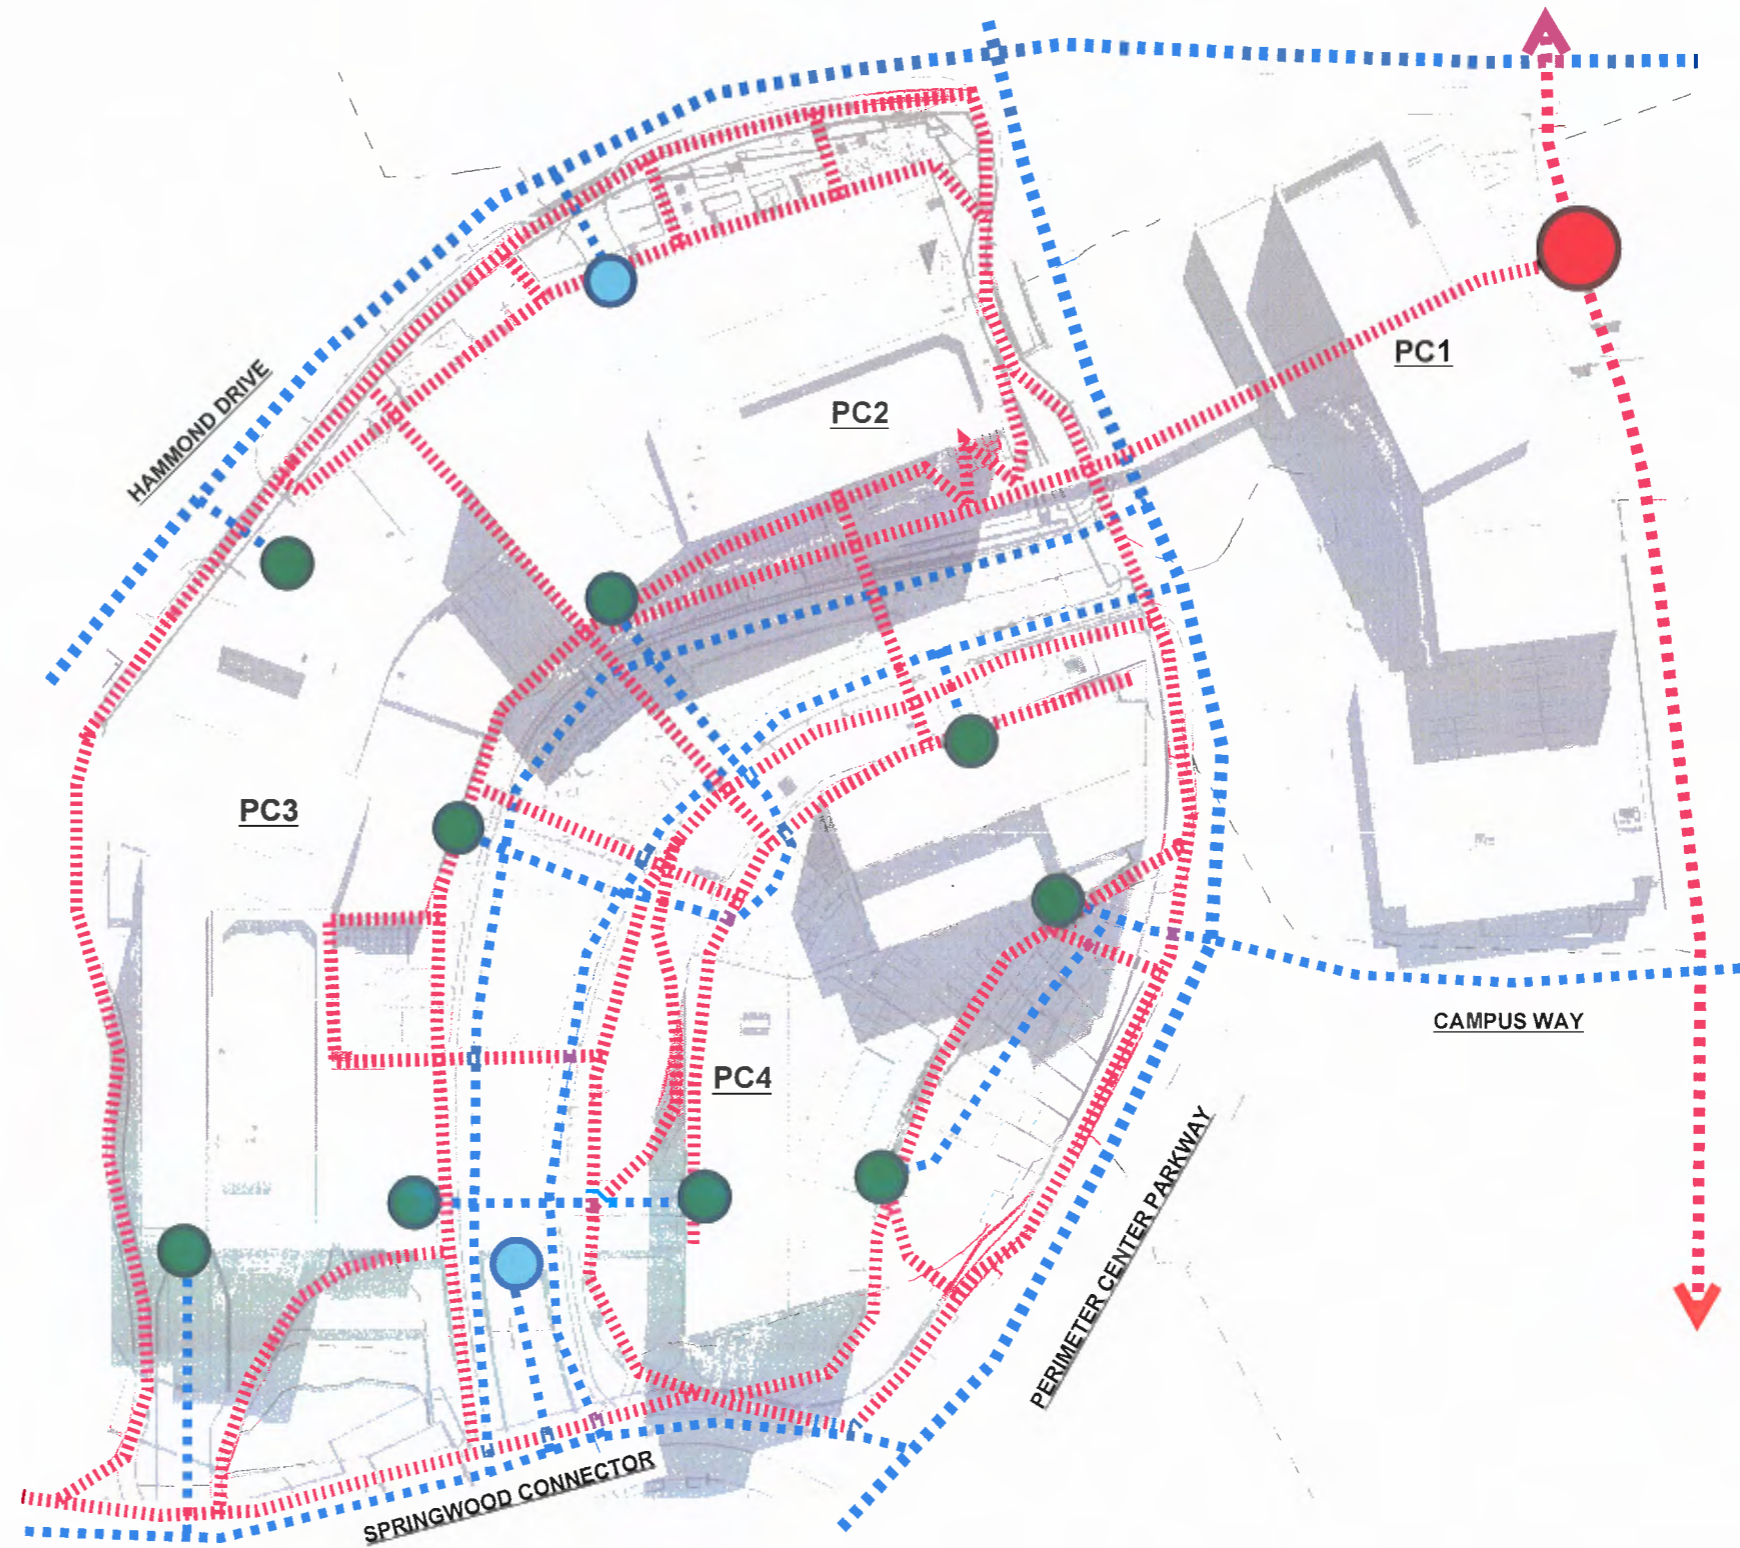 PC1
HAMMOND DRIVE
PC2
PC3
CAMPUS WAY
PC4
PERIMETER CENTER PARKWAY
SPRINGWOOD CONNECTOR